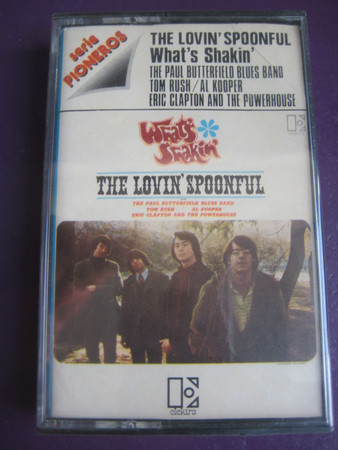 serie
PIONEROS
THE LOVIN' SPOONFUL
What's Shakin'
THE PAUL BUTTERFIELD BLUES BAND
TOM RUSH / AL KOOPER
ERIC CLAPTON AND THE POWERHOUSE
What's
Shakin'
THE LOVIN' SPOONFUL
THE PAUL BUTTERFIELD BLUES BAND
TOM RUSH AL KOOPER
ERIC CLAPTON AND THE POWERHOUSE
elektra